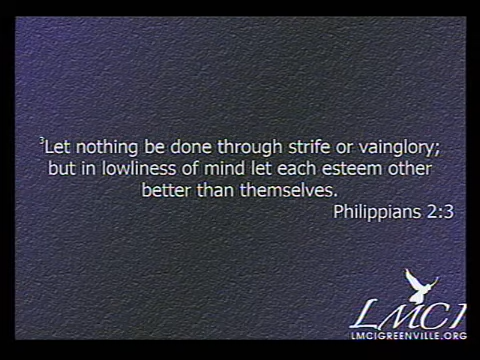 ³Let nothing be done through strife or vainglory;
but in lowliness of mind let each esteem other
better than themselves.
Philippians 2:3
LMCI
LMCIGREENVILLE.ORG